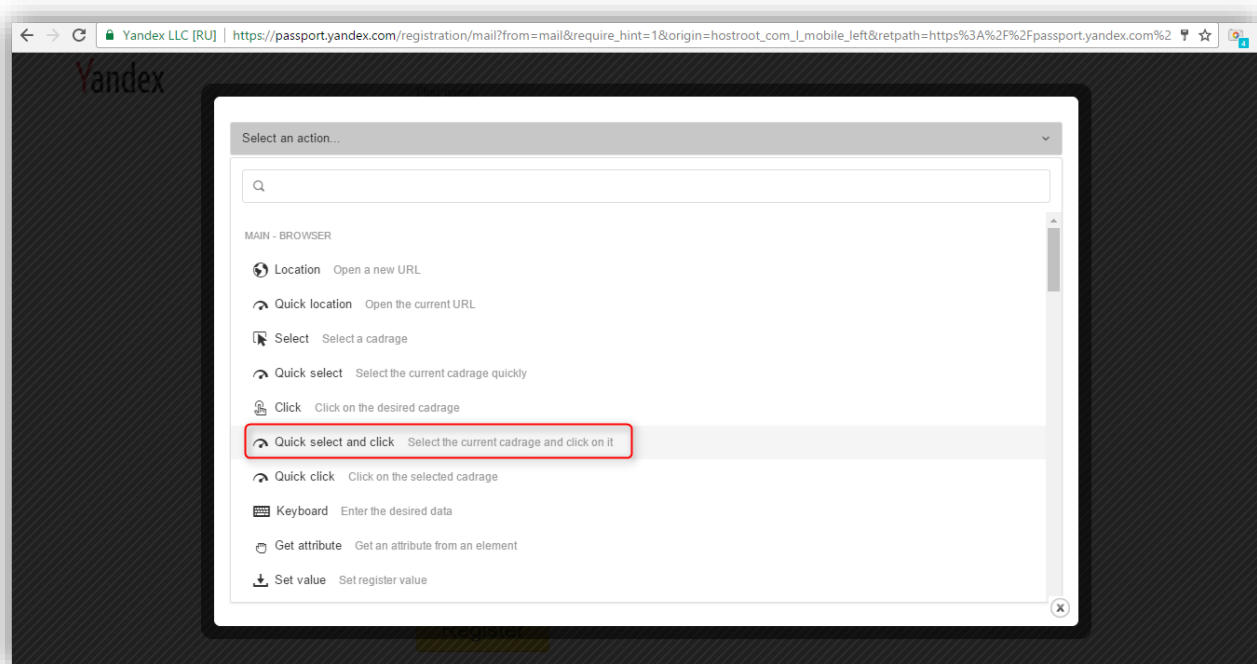 Yandex LLC [RU] | https://passport.yandex.com/registration/mail?from=mail&require_hint=1&origin=hostroot_com_l_mobile_left&retpath=https%3A%2F%2Fpassport.yandex.com%2
4
Yandex
Select an action...
MAIN - BROWSER
Location Open a new URL
Quick location Open the current URL
Select Select a cadrage
Quick select Select the current cadrage quickly
Click Click on the desired cadrage
Quick select and click Select the current cadrage and click on it
Quick click Click on the selected cadrage
Keyboard Enter the desired data
Get attribute Get an attribute from an element
Set value Set register value
x
Register